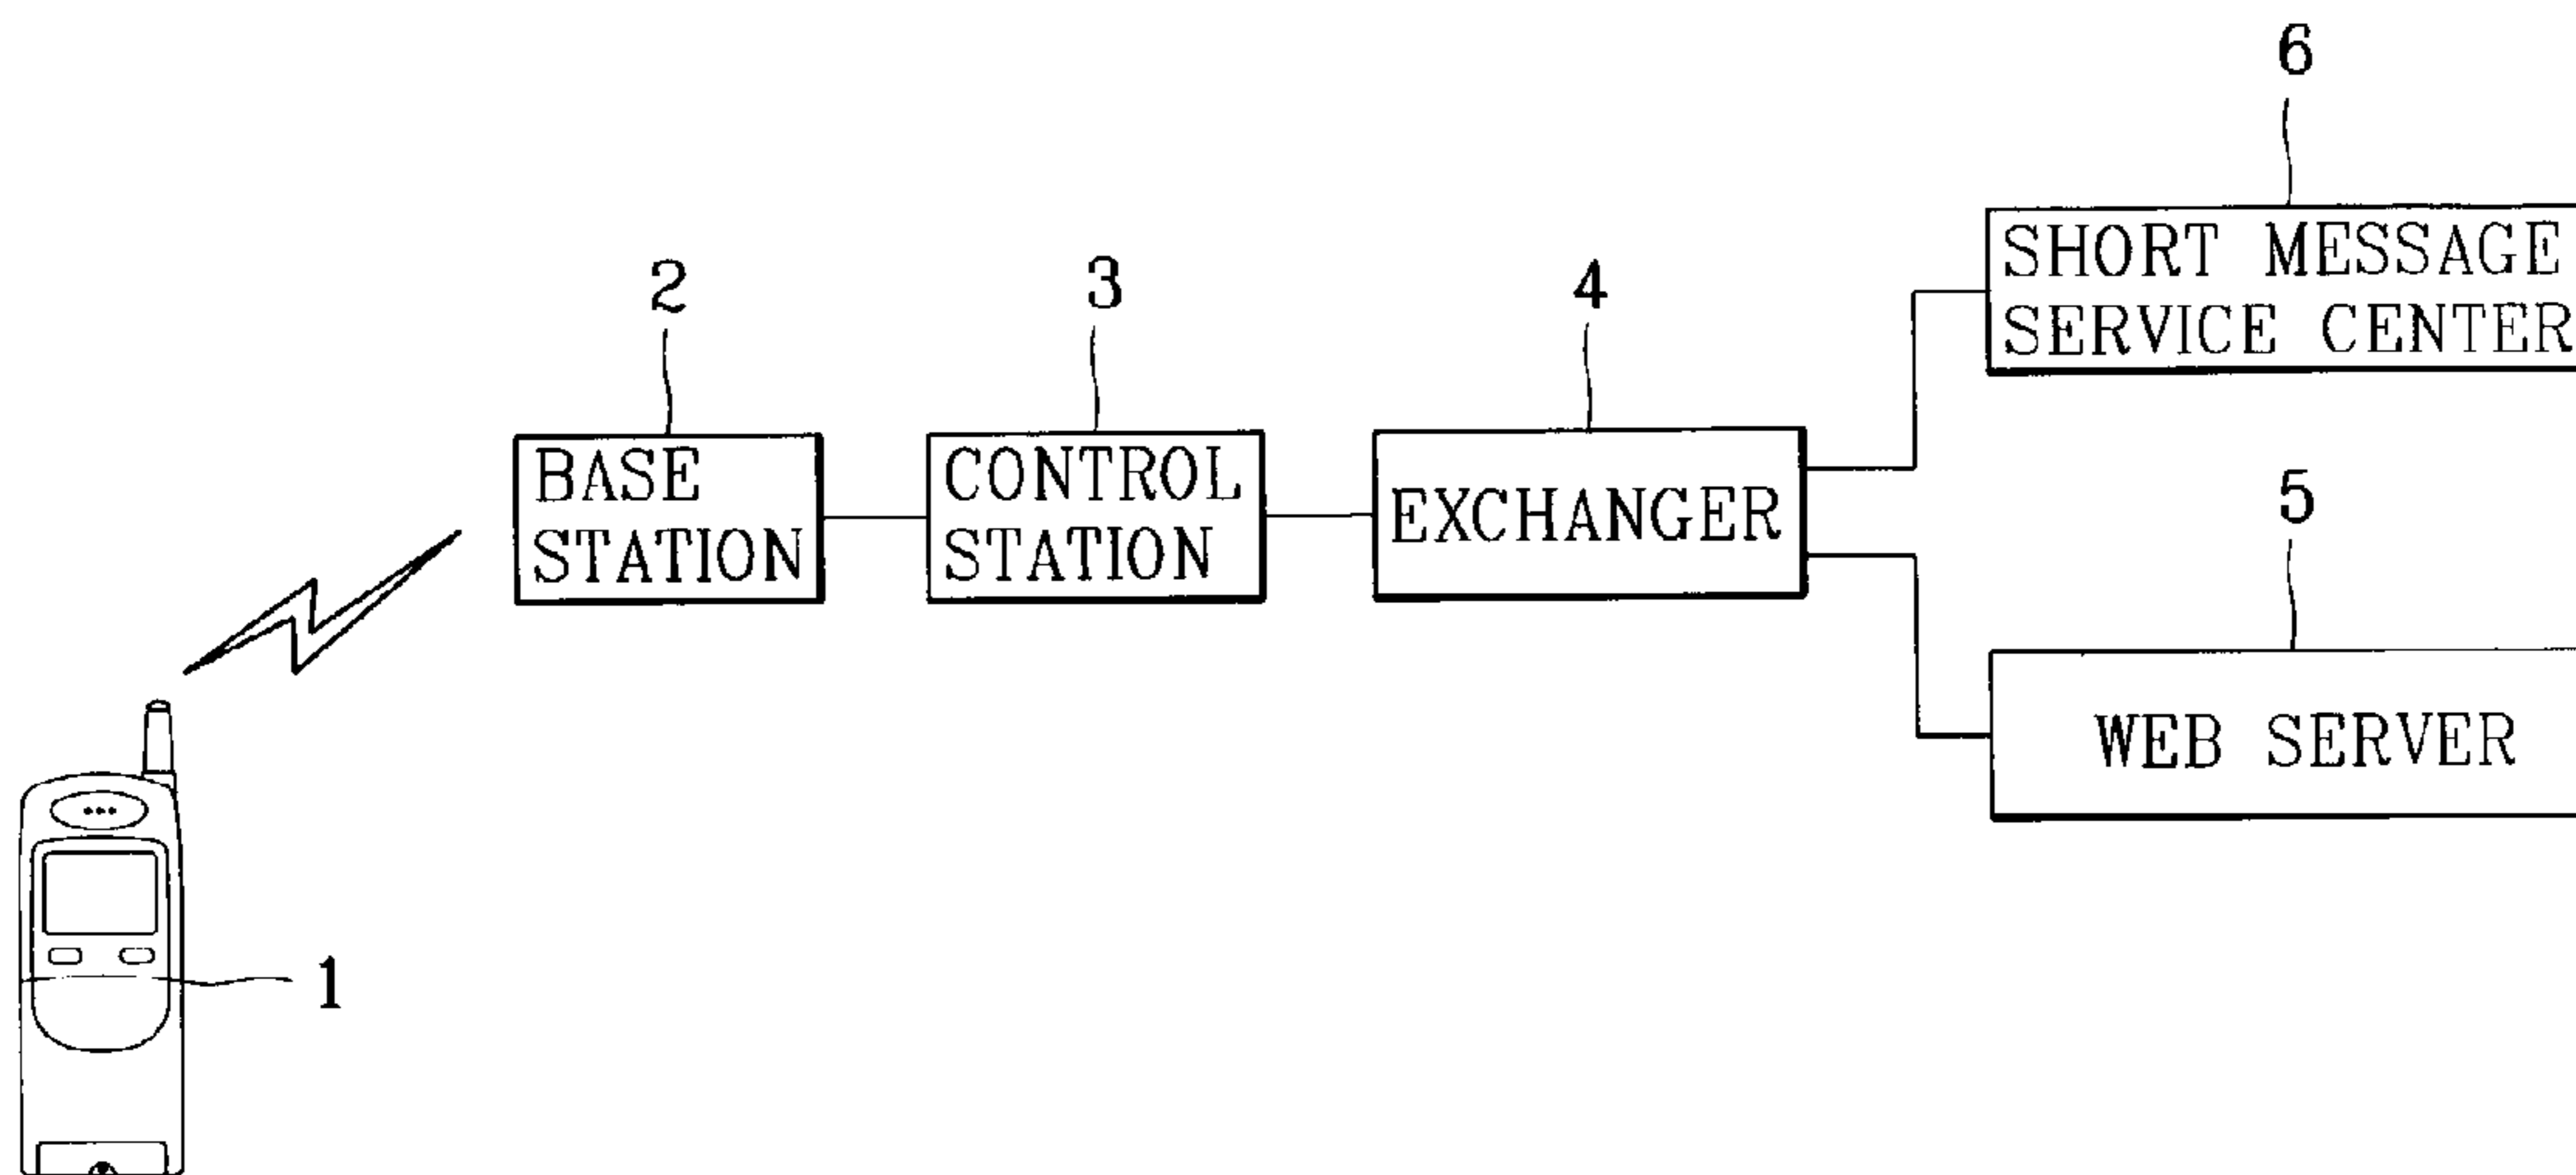 6
SHORT MESSAGE
SERVICE CENTER
2
3
4
BASE
STATION
CONTROL
STATION
EXCHANGER
5
WEB SERVER
1